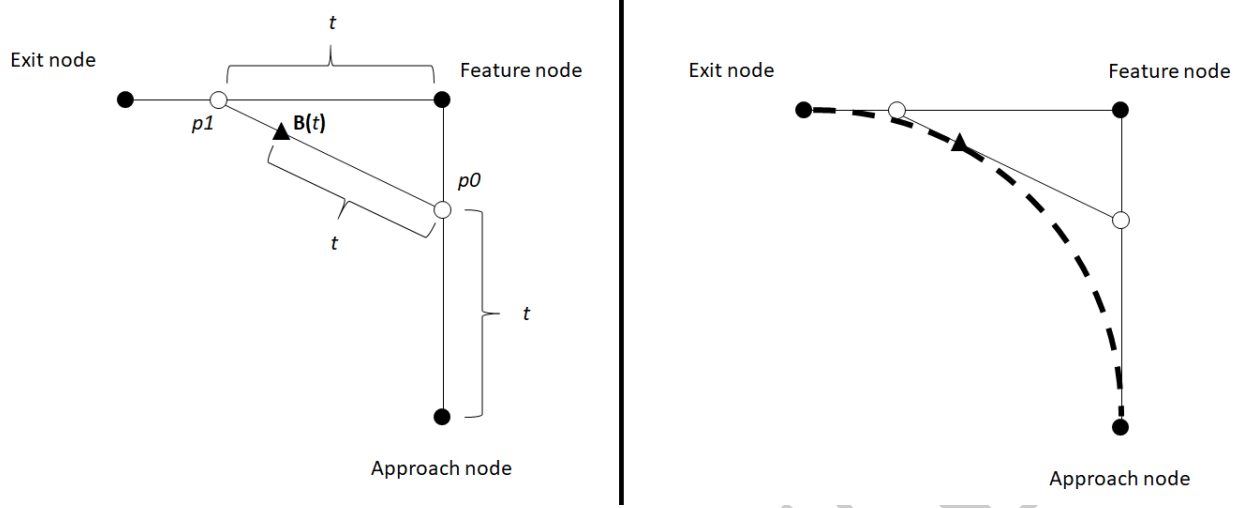 t
Exit node
Feature node
p1
B(t)
p0
t
t
Approach node
Exit node
Feature node
Approach node